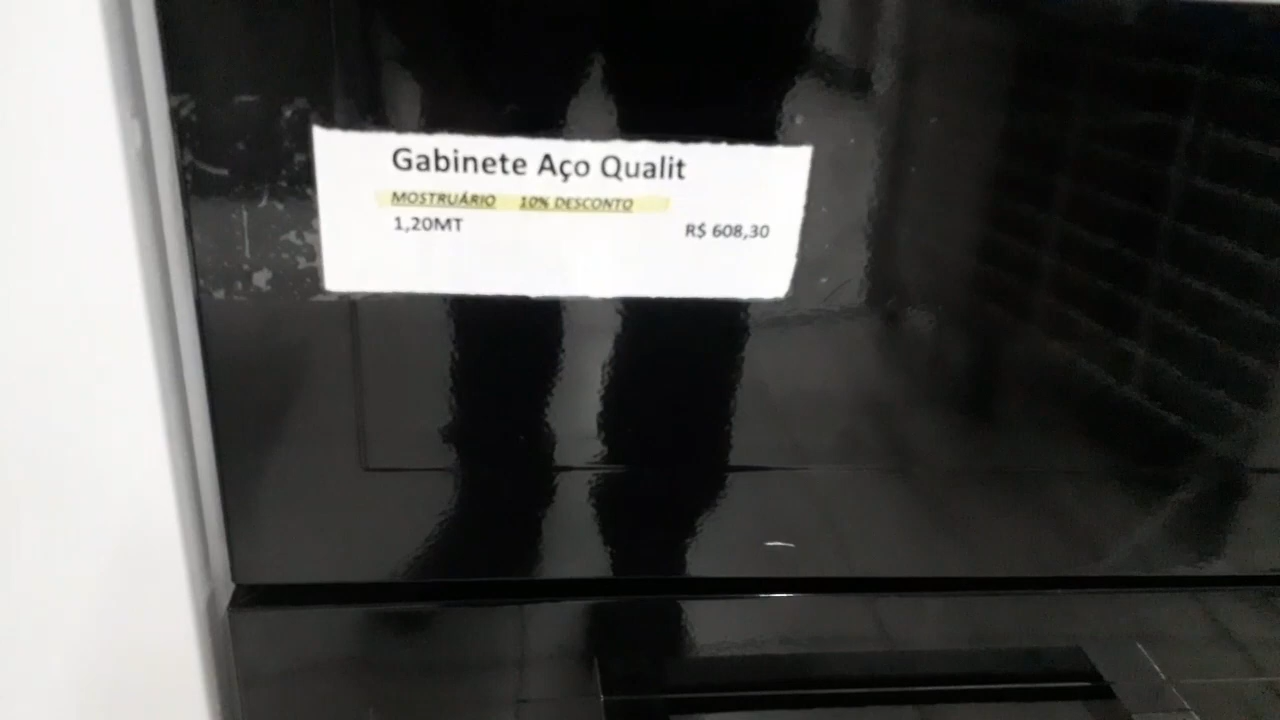 Gabinete Aço Qualit
MOSTRUÁRIO 10% DESCONTO
1,20MT R$ 608,30